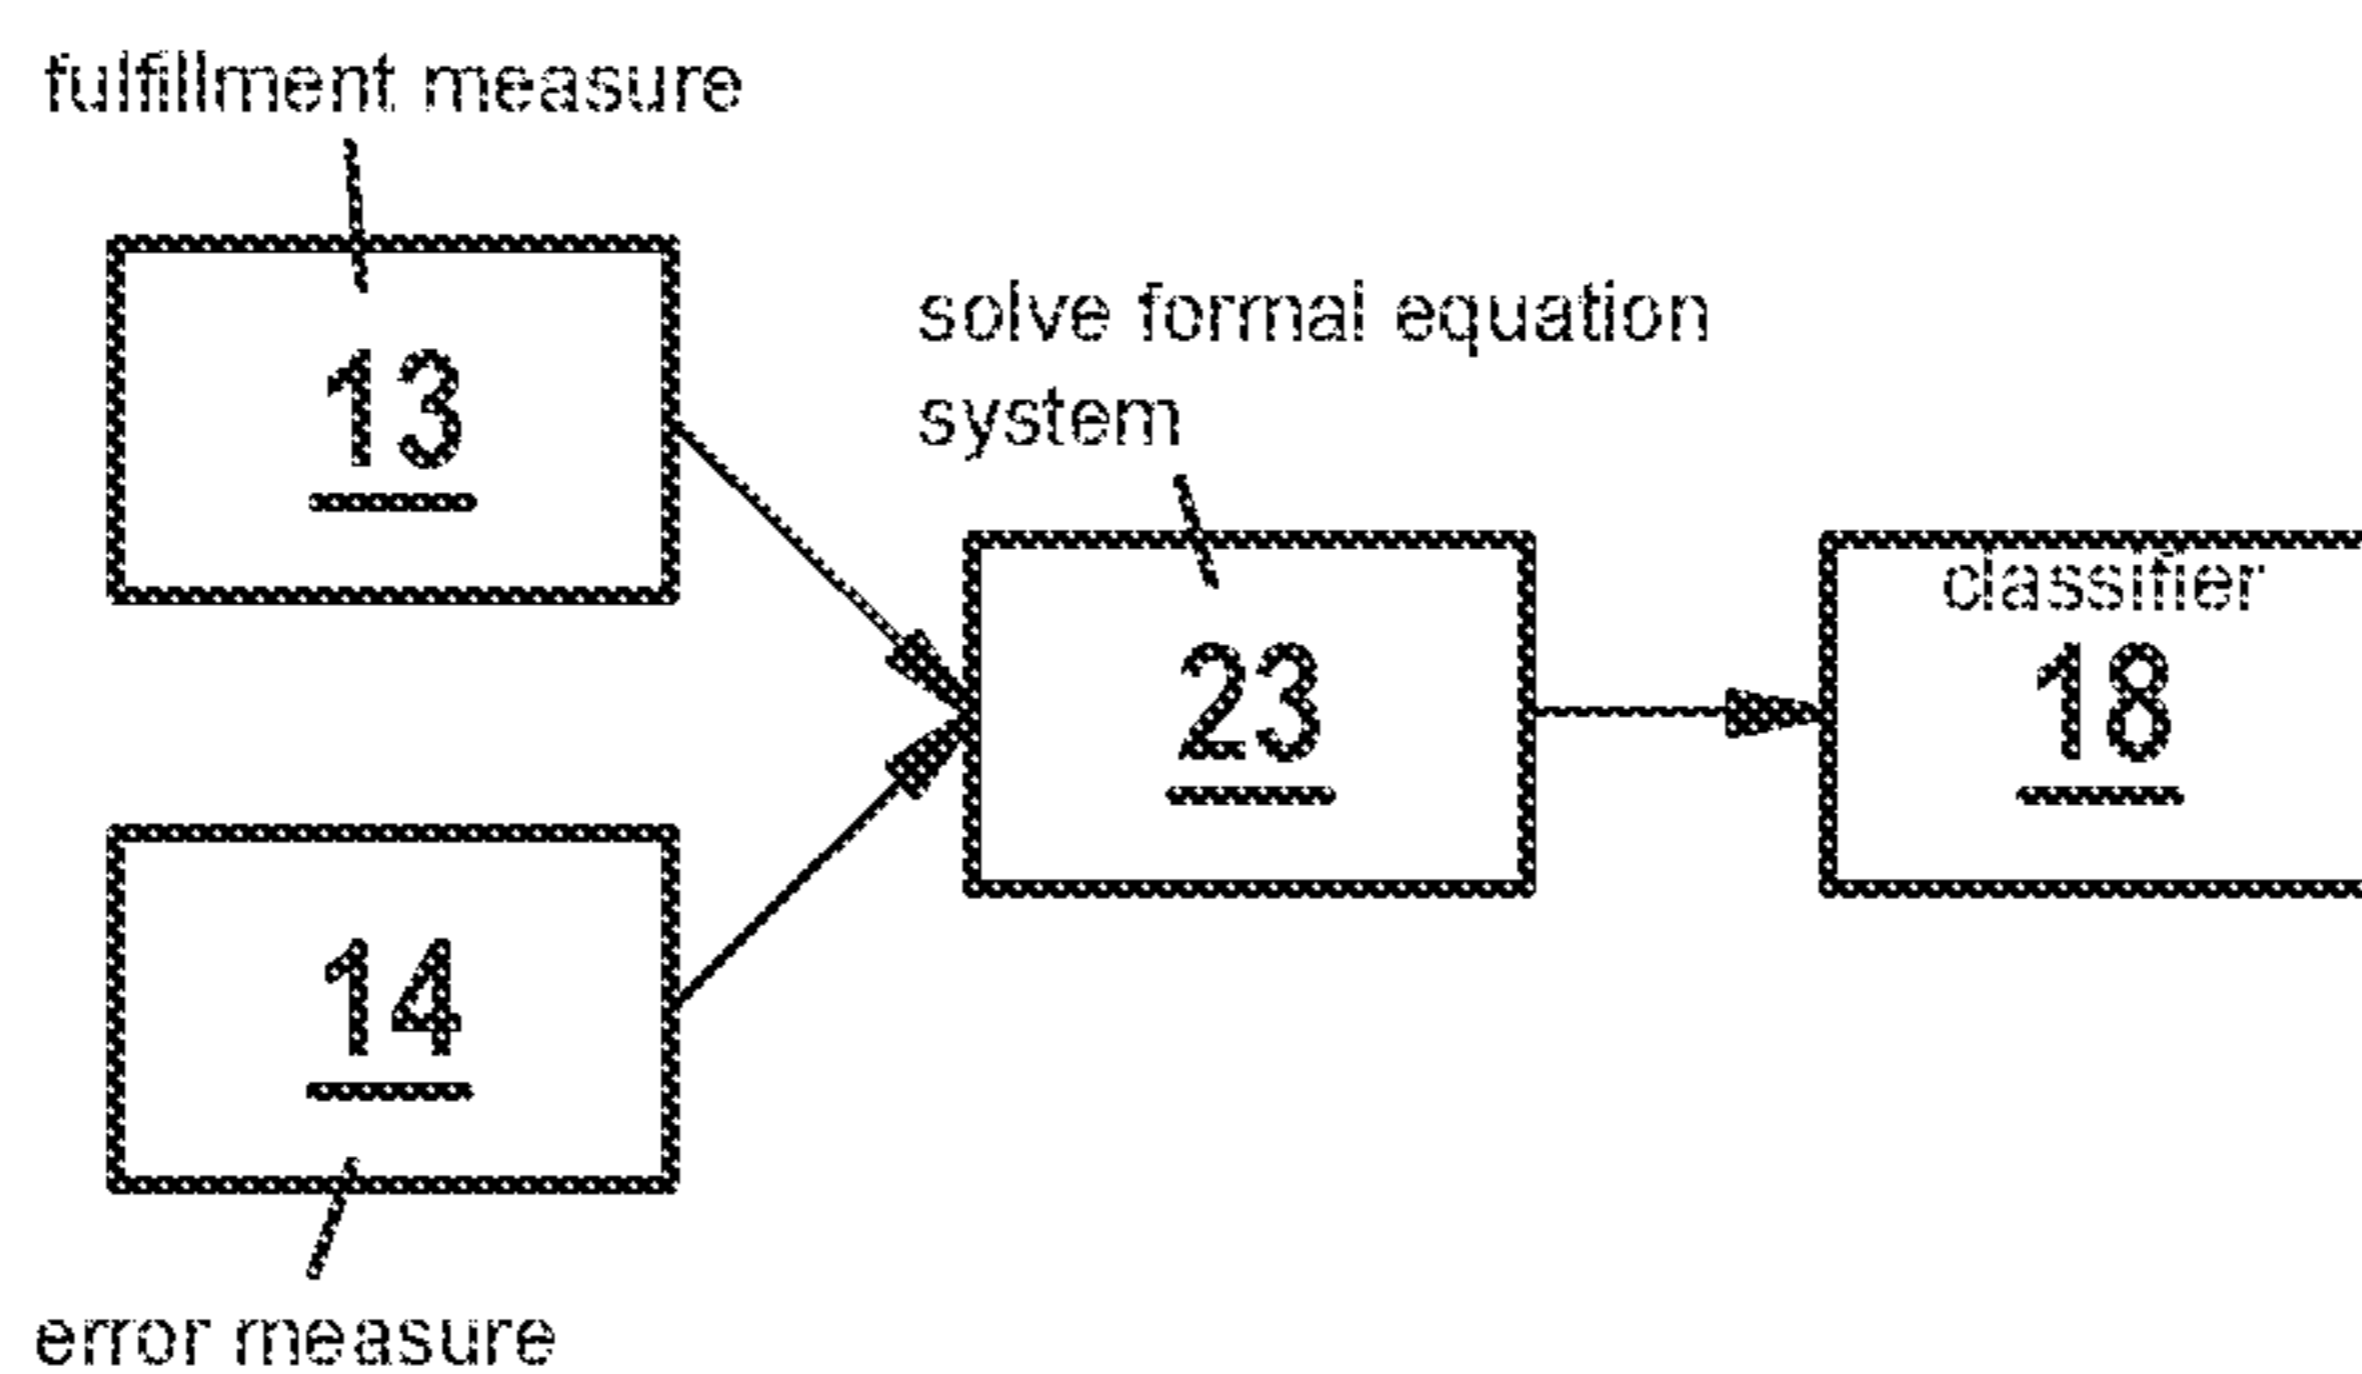 fulfillment measure
13
solve formal equation
system
23
classifier
18
14
error measure